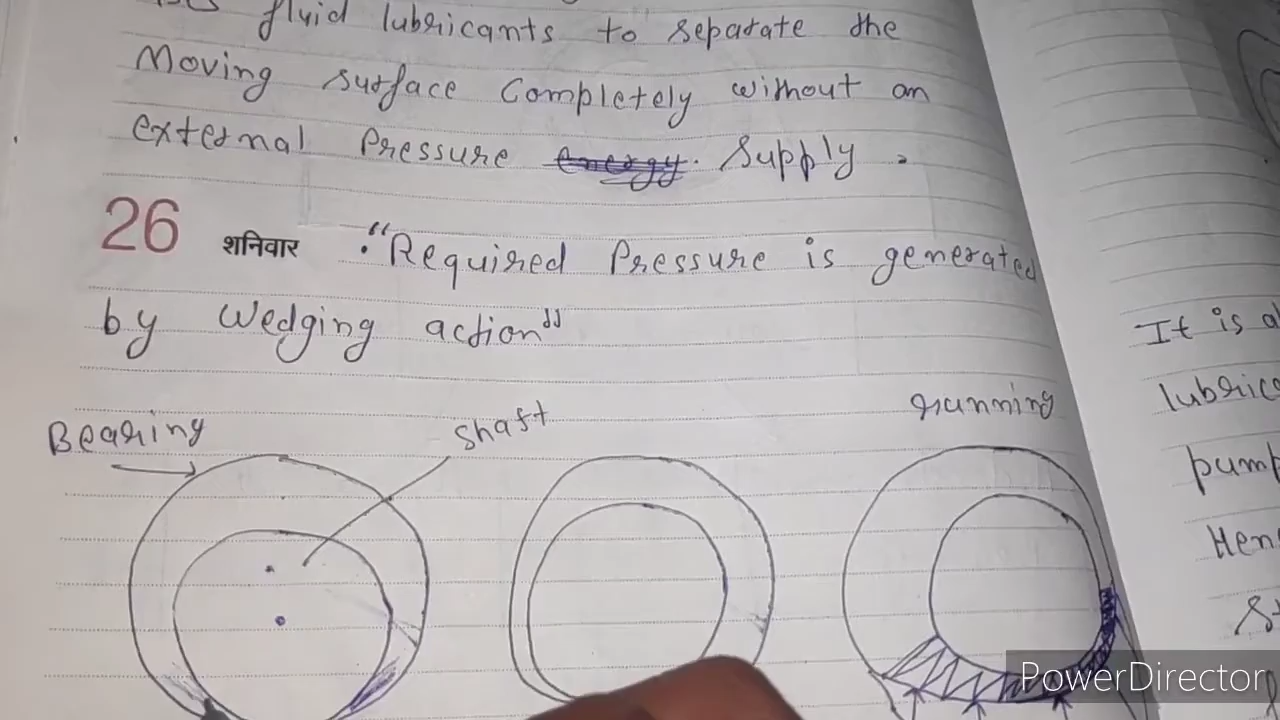 fluid lubricants to separate the
Moving surface Completely without an
external Pressure energy. Supply.
26 शनिवार :"Required Pressure is generated
by wedging action"
running
Bearing shaft
It is
lubric
pump
Hen
PowerDirector